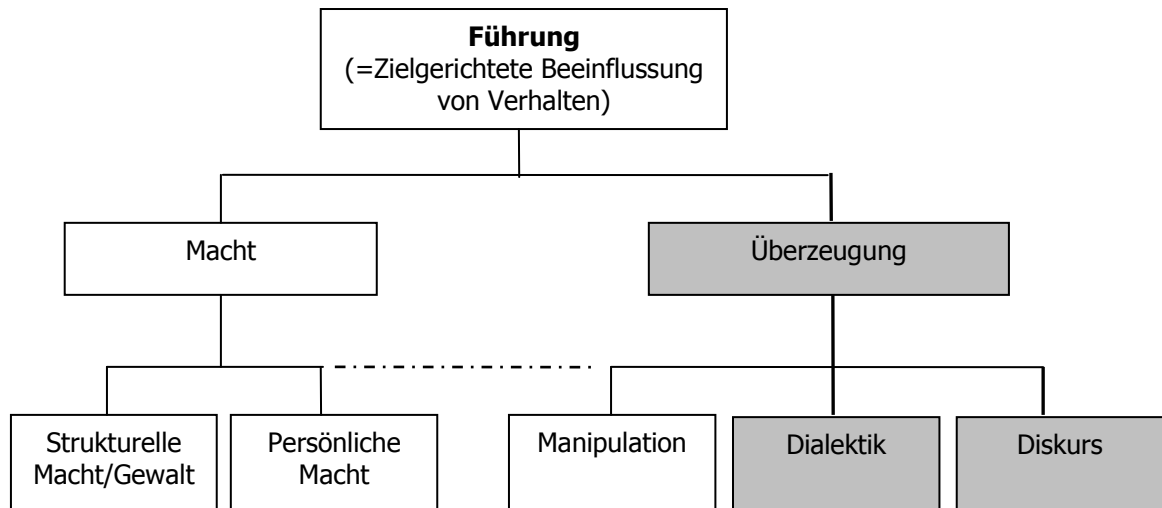 Führung
(=Zielgerichtete Beeinflussung
von Verhalten)
Macht
Überzeugung
Strukturelle
Macht/Gewalt
Persönliche
Macht
Manipulation
Dialektik
Diskurs